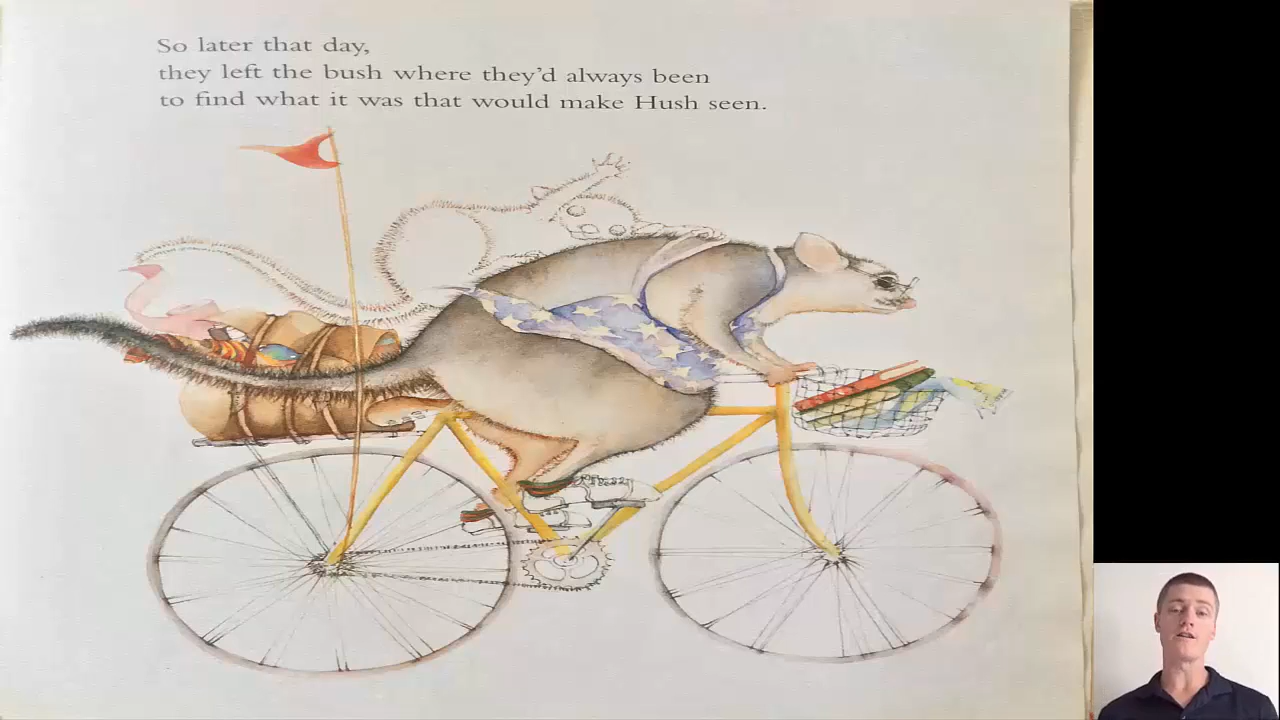 So later that day,
they left the bush where they'd always been
to find what it was that would make Hush seen.